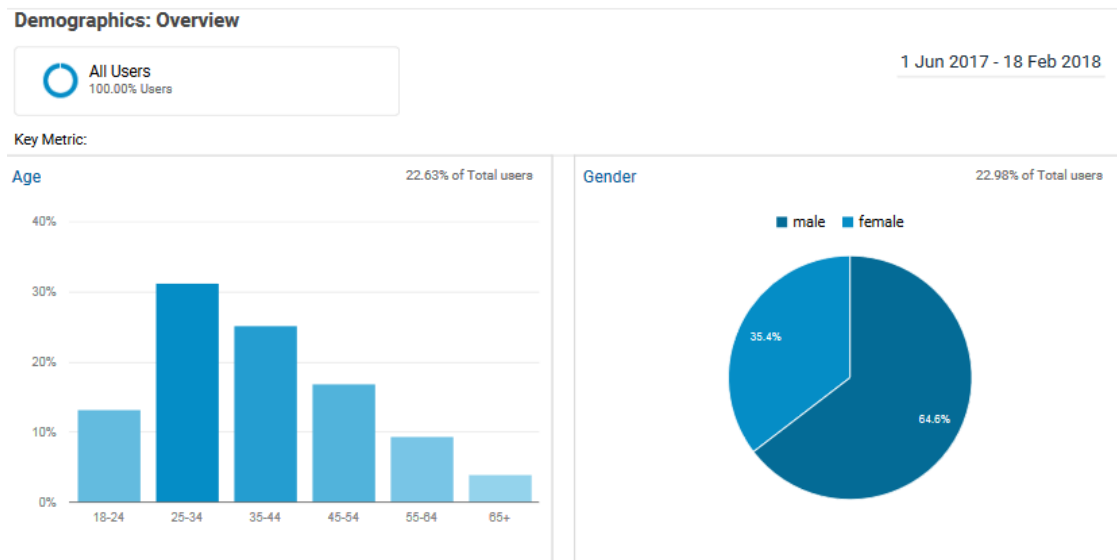 Demographics: Overview
All Users
100.00% Users
1 Jun 2017 - 18 Feb 2018
Key Metric:
Age
22.63% of Total users
40%
30%
20%
10%
0%
18-24
25-34
35-44
45-54
55-64
65+
Gender
22.98% of Total users
male
female
35.4%
64.6%